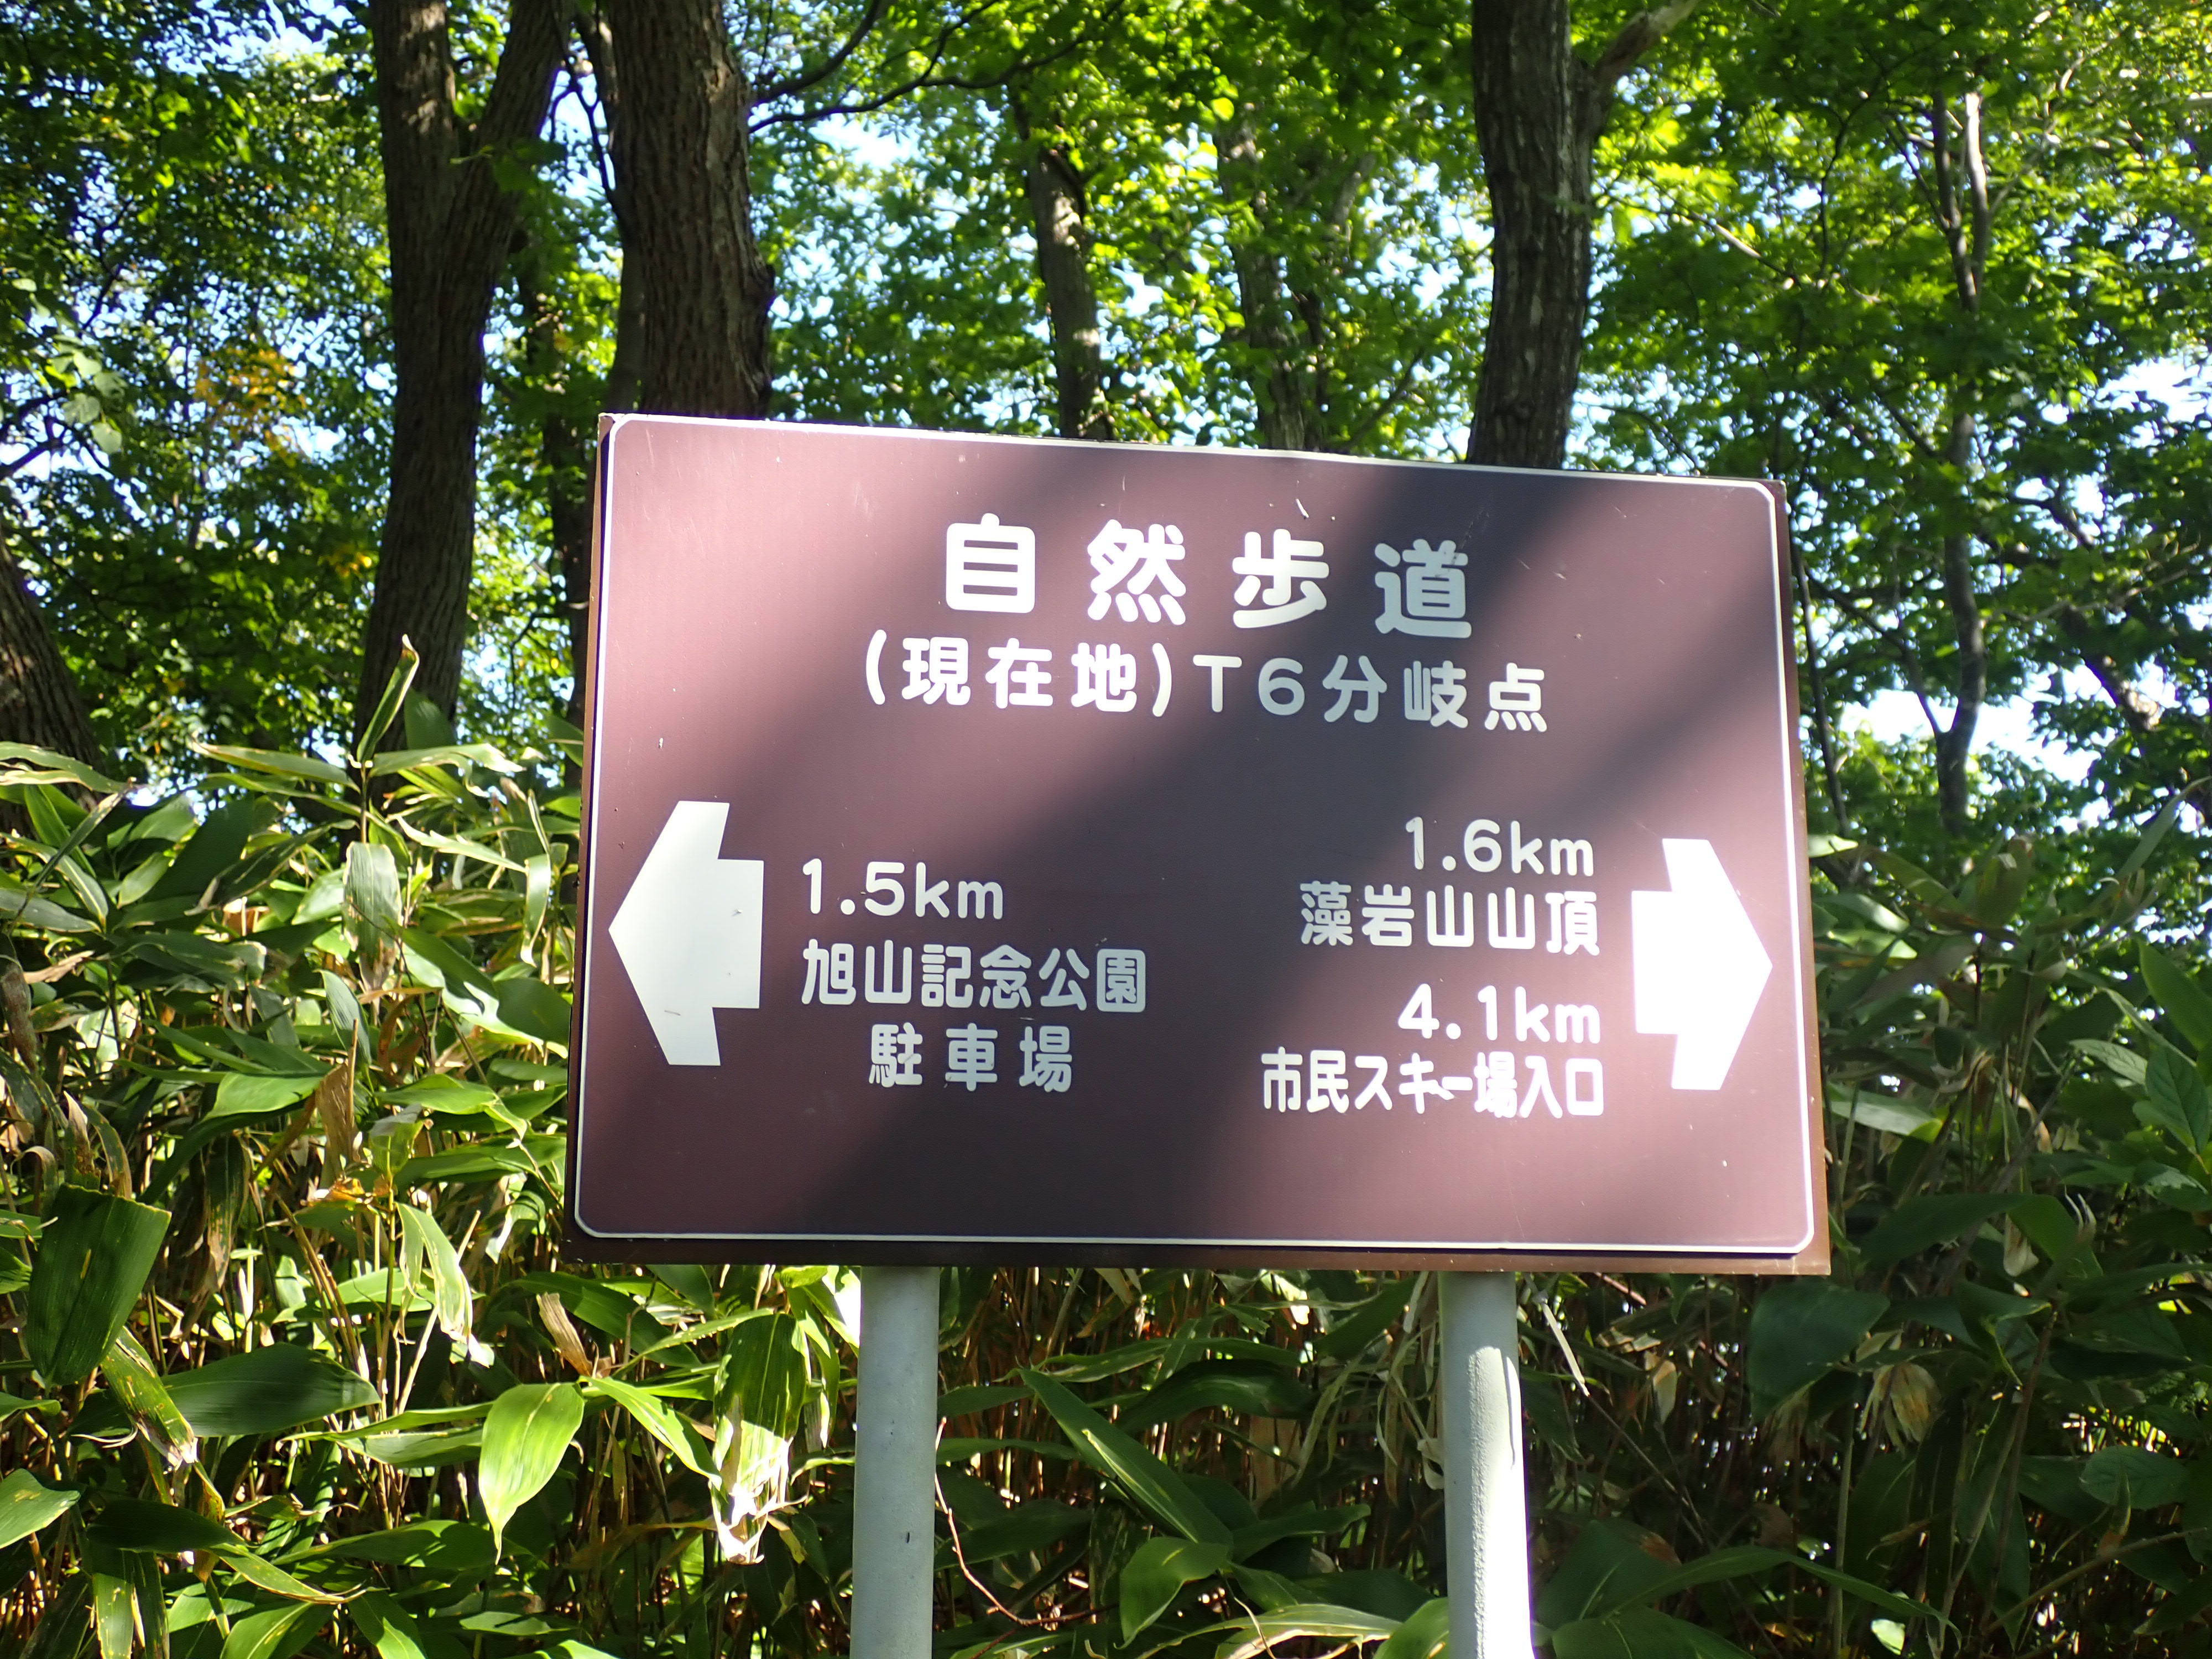 自然歩道
(現在地)T6分岐点
1.5km
旭山記念公園
駐車場
1.6km
藻岩山山頂
4.1km
市民スキー場入口